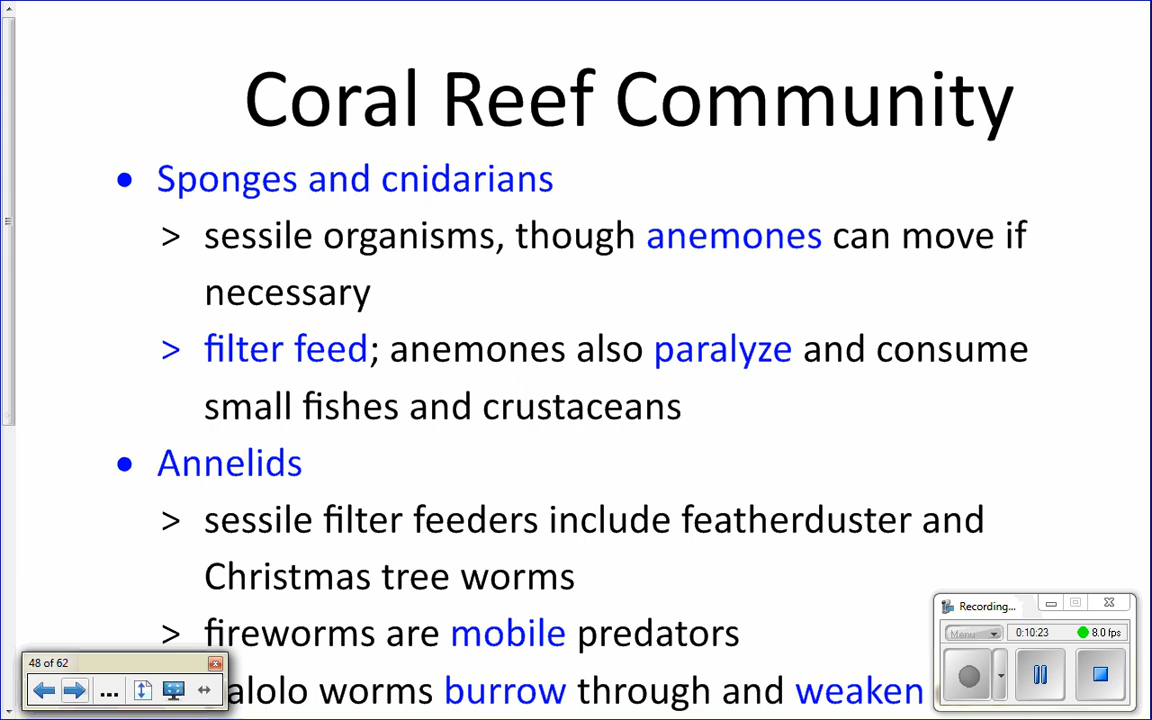 Coral Reef Community
• Sponges and cnidarians
> sessile organisms, though anemones can move if
necessary
> filter feed; anemones also paralyze and consume
small fishes and crustaceans
• Annelids
> sessile filter feeders include featherduster and
Christmas tree worms
> fireworms are mobile predators
alolo worms burrow through and weaken
48 of 62
...
Recording...
Menu
0:10:23
8.0 fps